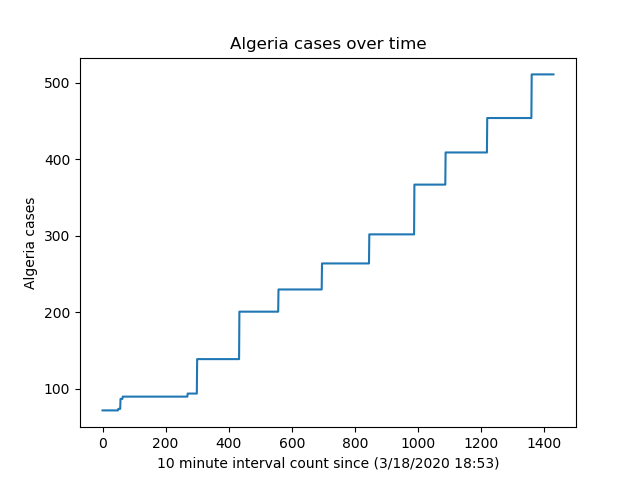 Algeria cases over time
500
400
300
200
100
Algeria cases
0 200 400 600 800 1000 1200 1400
10 minute interval count since (3/18/2020 18:53)